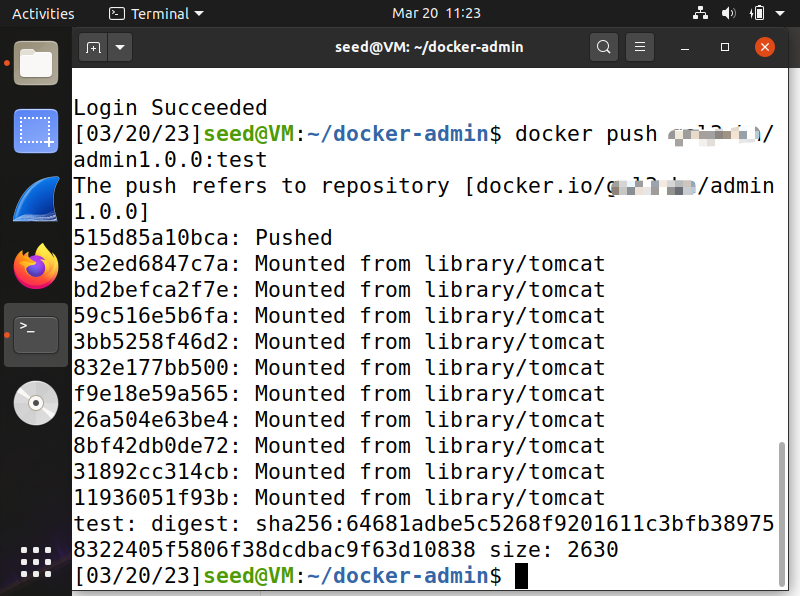 Activities Terminal Mar 20 11:23
seed@VM: ~/docker-admin
Login Succeeded
[03/20/23]seed@VM:~/docker-admin$ docker push /
admin1.0.0:test
The push refers to repository [docker.io/ /admin
1.0.0]
515d85a10bca: Pushed
3e2ed6847c7a: Mounted from library/tomcat
bd2befca2f7e: Mounted from library/tomcat
59c516e5b6fa: Mounted from library/tomcat
3bb5258f46d2: Mounted from library/tomcat
832e177bb500: Mounted from library/tomcat
f9e18e59a565: Mounted from library/tomcat
26a504e63be4: Mounted from library/tomcat
8bf42db0de72: Mounted from library/tomcat
31892cc314cb: Mounted from library/tomcat
11936051f93b: Mounted from library/tomcat
test: digest: sha256:64681adbe5c5268f9201611c3bfb38975
8322405f5806f38dcdbac9f63d10838 size: 2630
[03/20/23]seed@VM:~/docker-admin$